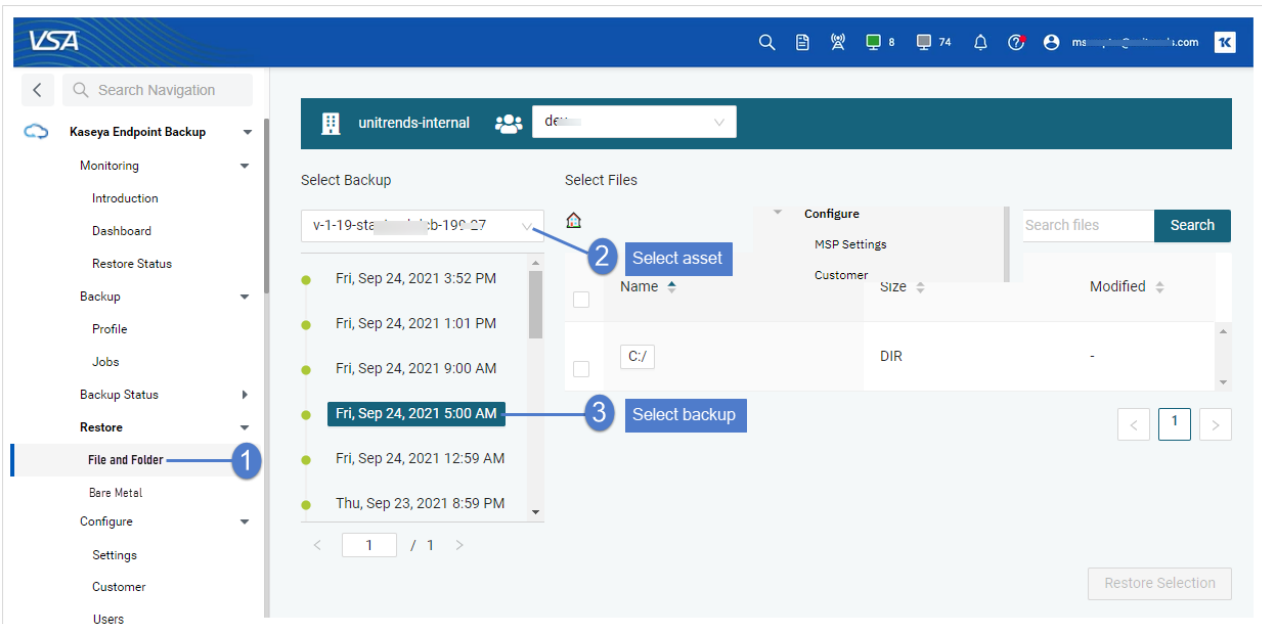 VSA
8
74
.com
1K
Search Navigation
Kaseya Endpoint Backup
Monitoring
Introduction
Dashboard
Restore Status
Backup
Profile
Jobs
Backup Status
Restore
File and Folder
1
Bare Metal
Configure
Settings
Customer
Users
unitrends-internal
Select Backup
Select Files
v-1-19-sta
2
Select asset
Configure
MSP Settings
Customer
Search files
Search
Name
Size
Modified
Fri, Sep 24, 2021 3:52 PM
Fri, Sep 24, 2021 1:01 PM
Fri, Sep 24, 2021 9:00 AM
Fri, Sep 24, 2021 5:00 AM
Fri, Sep 24, 2021 12:59 AM
Thu, Sep 23, 2021 8:59 PM
C:/
DIR
-
3
Select backup
< 1 >
< 1 / 1 >
Restore Selection